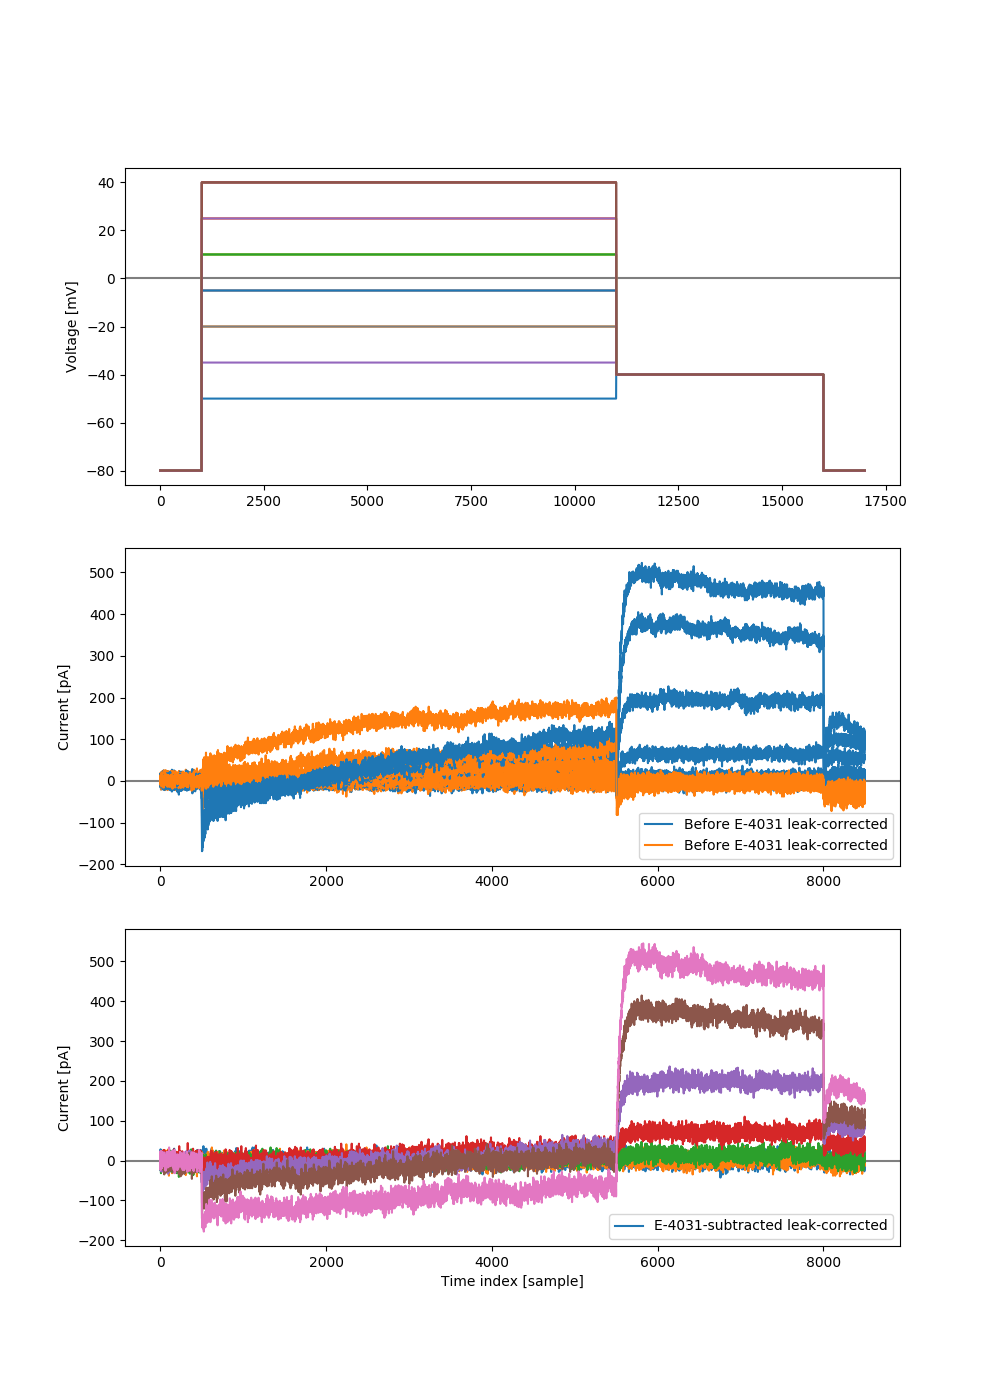 40
20
0
−20
−40
−60
−80
Voltage [mV]
0 2500 5000 7500 10000 12500 15000 17500
500
400
300
200
100
0
−100
−200
Current [pA]
Before E-4031 leak-corrected
Before E-4031 leak-corrected
0 2000 4000 6000 8000
500
400
300
200
100
0
−100
−200
Current [pA]
E-4031-subtracted leak-corrected
0 2000 4000 6000 8000
Time index [sample]